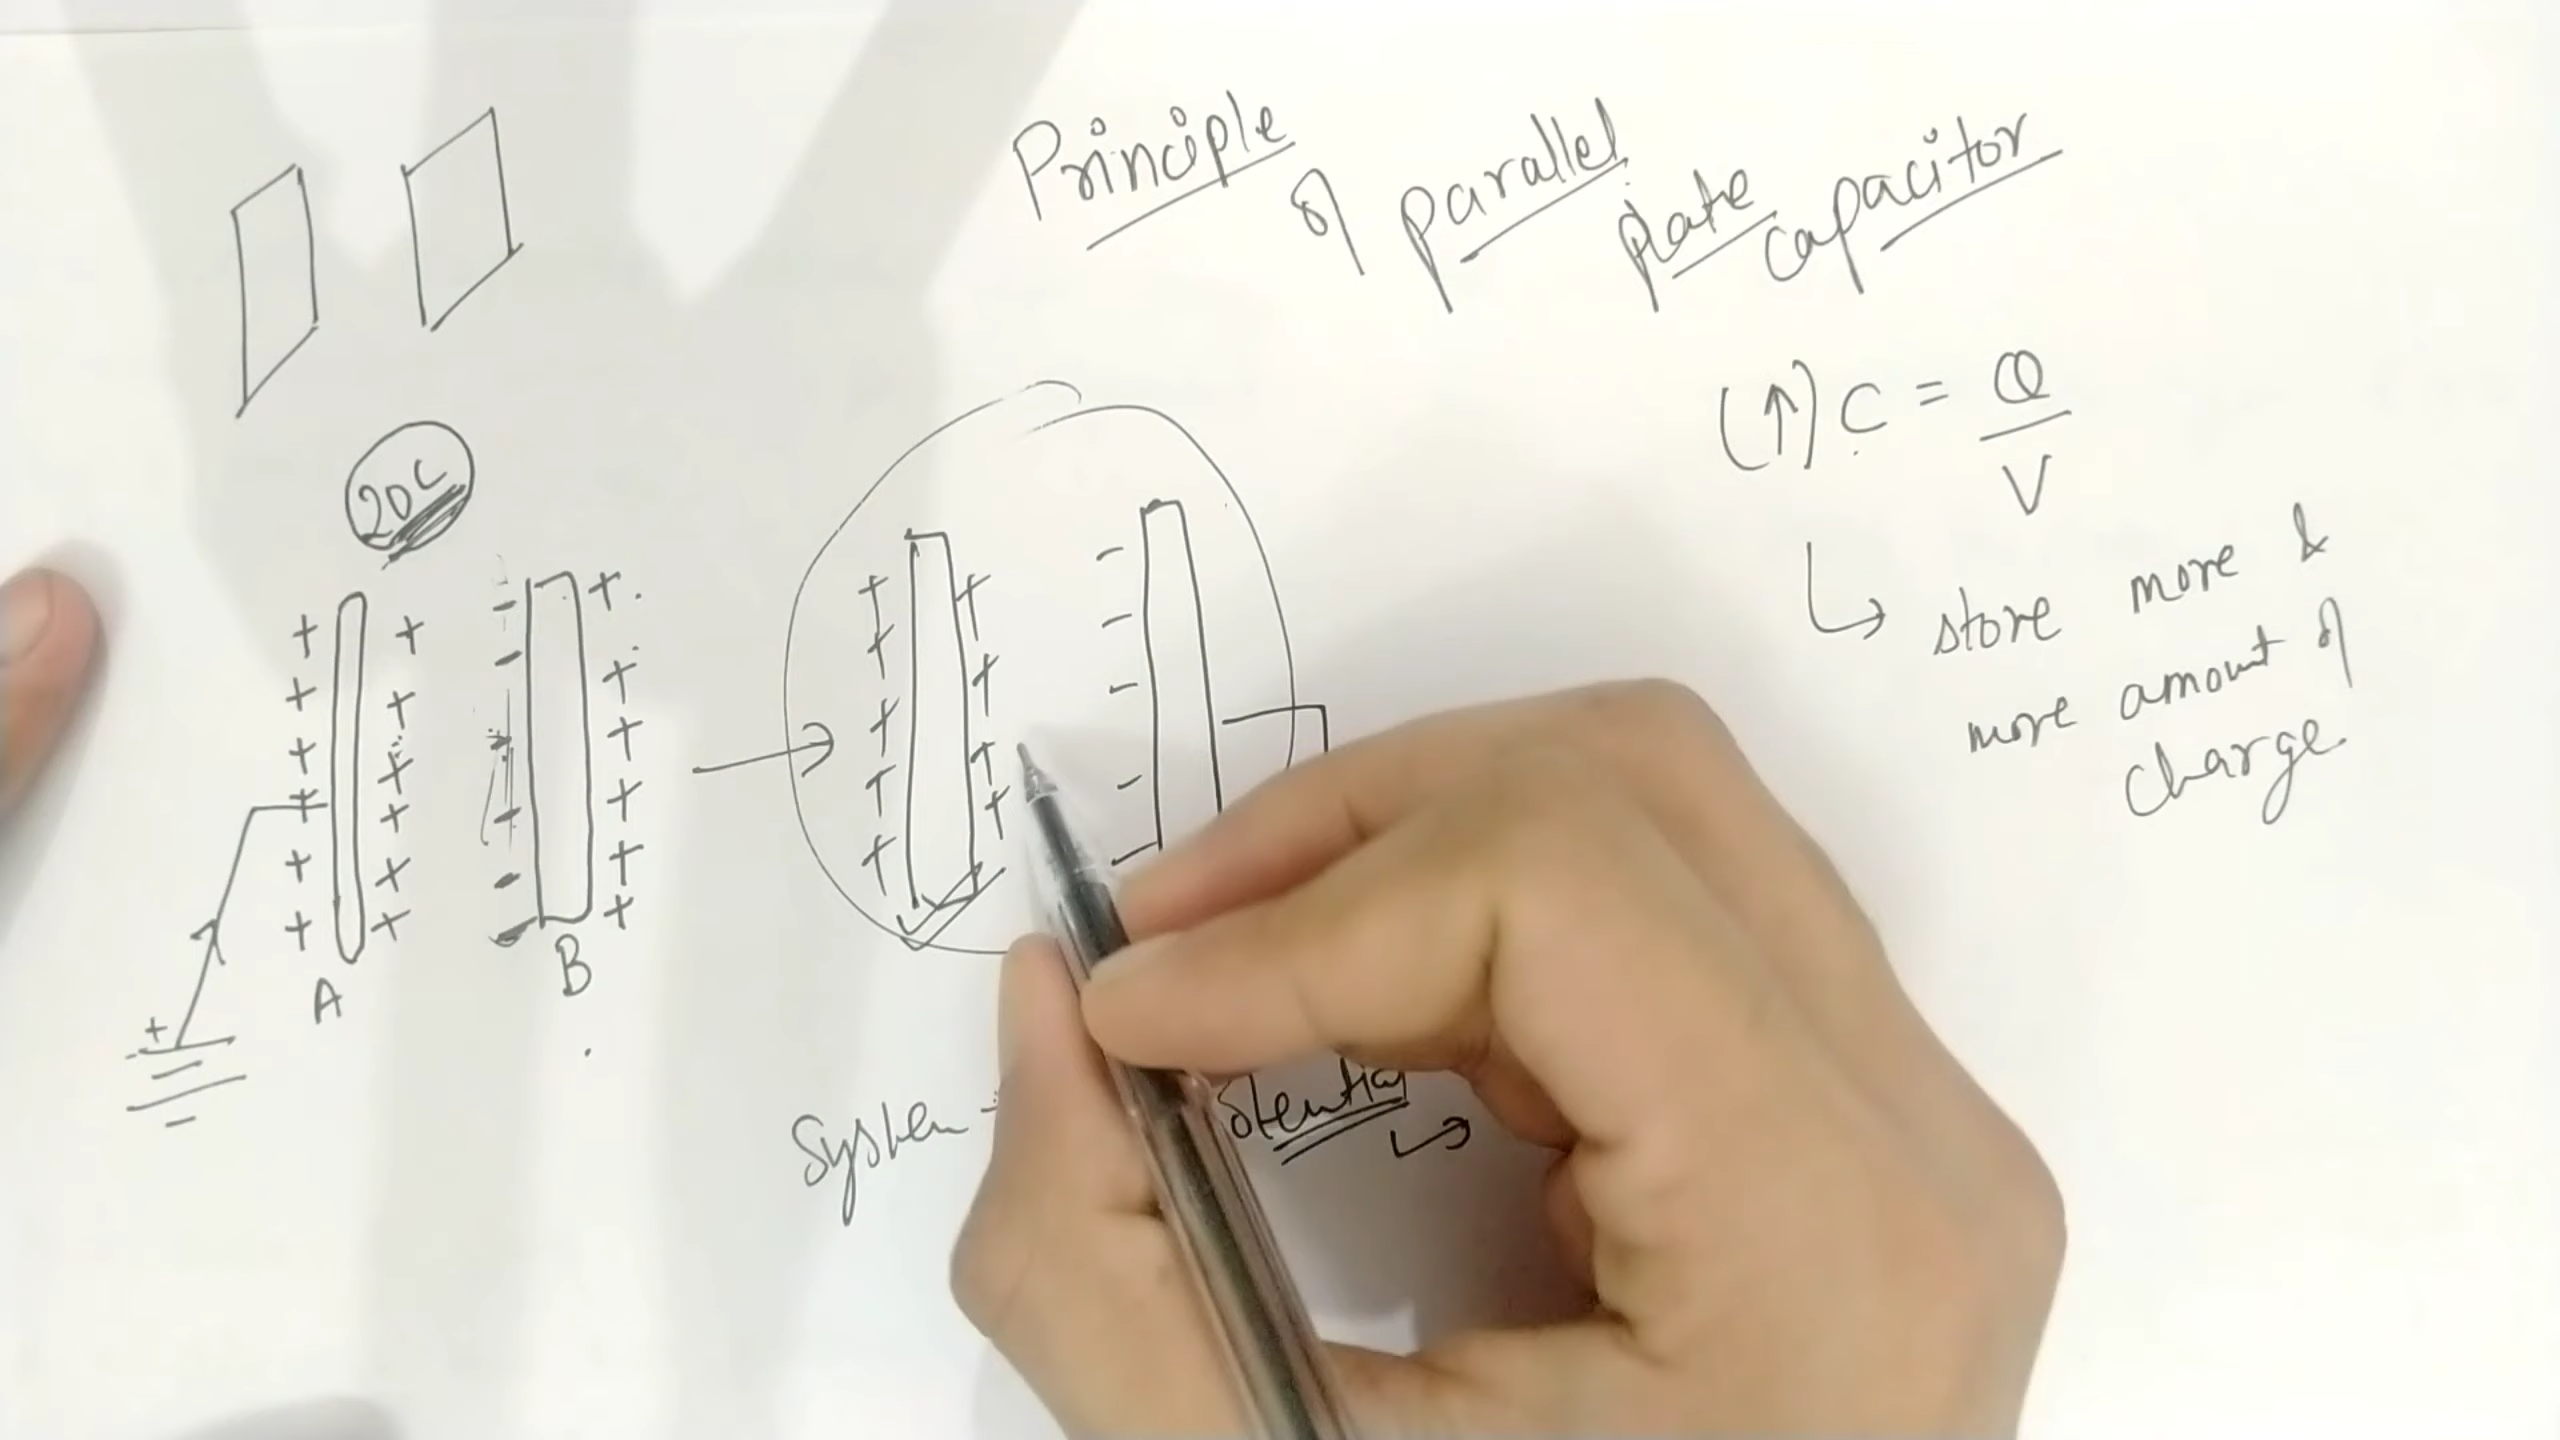 Principle of parallel plate capacitor
(↑) C = Q
V
↳ store more &
more amount of
charge
20C
+ + - +
A
B
System